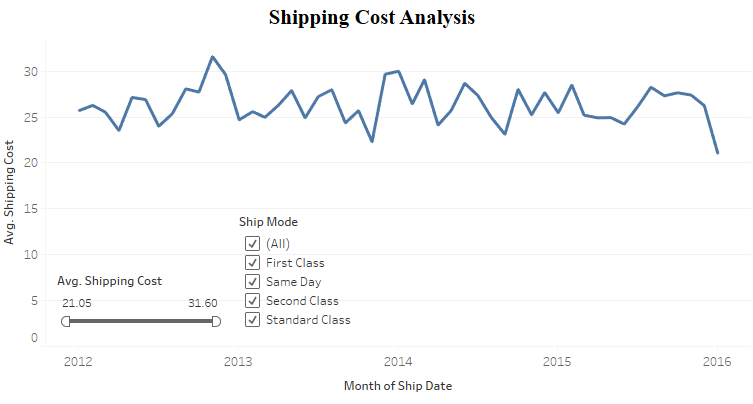 Shipping Cost Analysis
30
25
20
15
10
5
0
Avg. Shipping Cost
Ship Mode
(All)
First Class
Same Day
Second Class
Standard Class
Avg. Shipping Cost
21.05 31.60
2012 2013 2014 2015 2016
Month of Ship Date